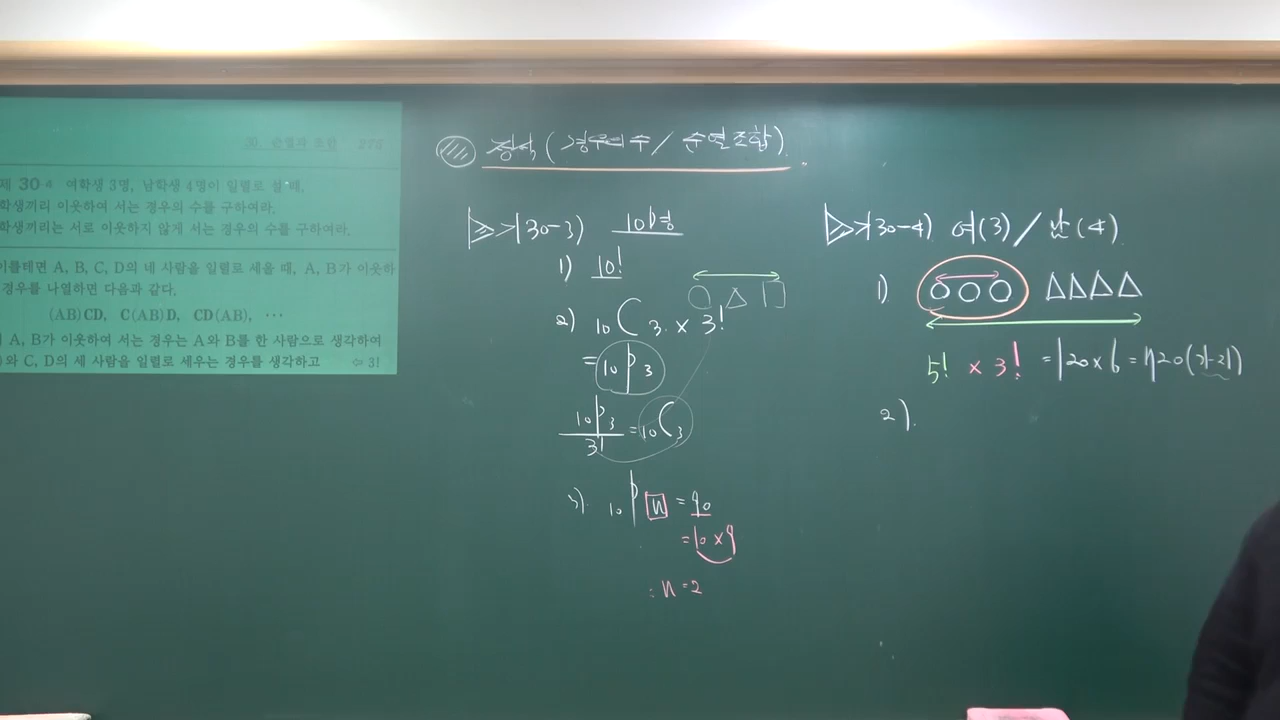 30. 순열과 조합 276
제 30-4 여학생 3명, 남학생 4명이 일렬로 설 때,
학생끼리 이웃하여 서는 경우의 수를 구하여라.
학생끼리는 서로 이웃하지 않게 서는 경우의 수를 구하여라.
이를테면 A, B, C, D의 네 사람을 일렬로 세울 때, A, B가 이웃하
경우를 나열하면 다음과 같다.
(AB)CD, C(AB)D, CD(AB), ⋯
A, B가 이웃하여 서는 경우는 A와 B를 한 사람으로 생각하여
와 C, D의 세 사람을 일렬로 세우는 경우를 생각하고 ⇦ 3!
정석 (경우의 수 / 순열조합)
30-3) 10명
1) 10!
2) ₁₀C₃ × 3!
○ △ □
= ₁₀P₃
₁₀P₃ / 3! = ₁₀C₃
3) ₁₀P n = 90
= 10 × 9
∴ n = 2
30-4) 여(3) / 남(4)
1) ○○○ △△△△
5! × 3! = 120 × 6 = 720(가지)
2)